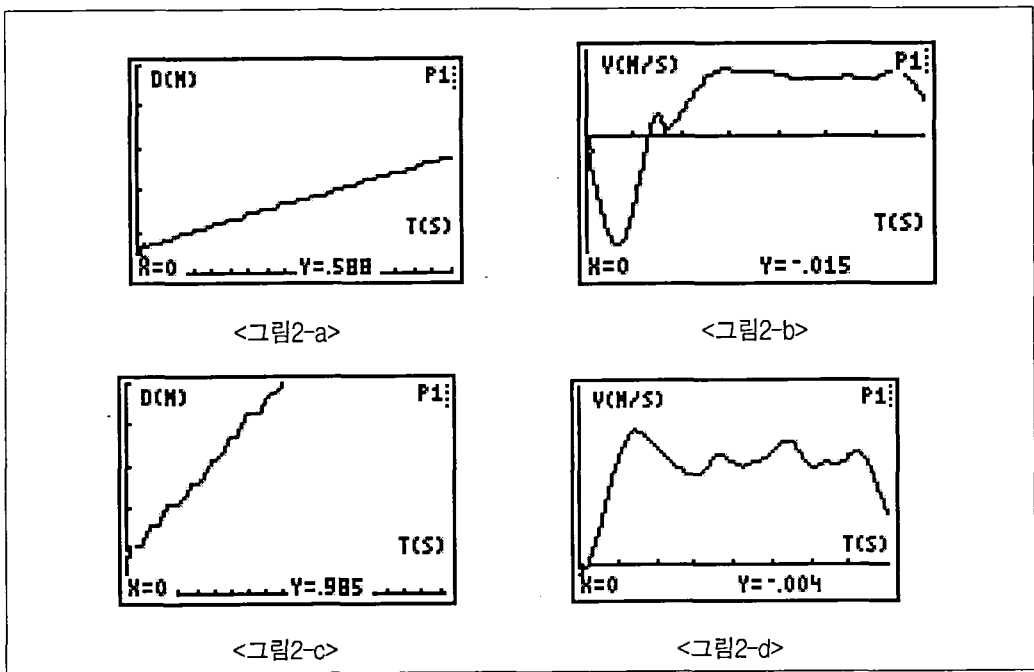 D(M) P1
T(S)
X=0 Y=.588
<그림2-a>
V(M/S) P1
T(S)
X=0 Y=-.015
<그림2-b>
D(M) P1
T(S)
X=0 Y=.985
<그림2-c>
V(M/S) P1
T(S)
X=0 Y=-.004
<그림2-d>